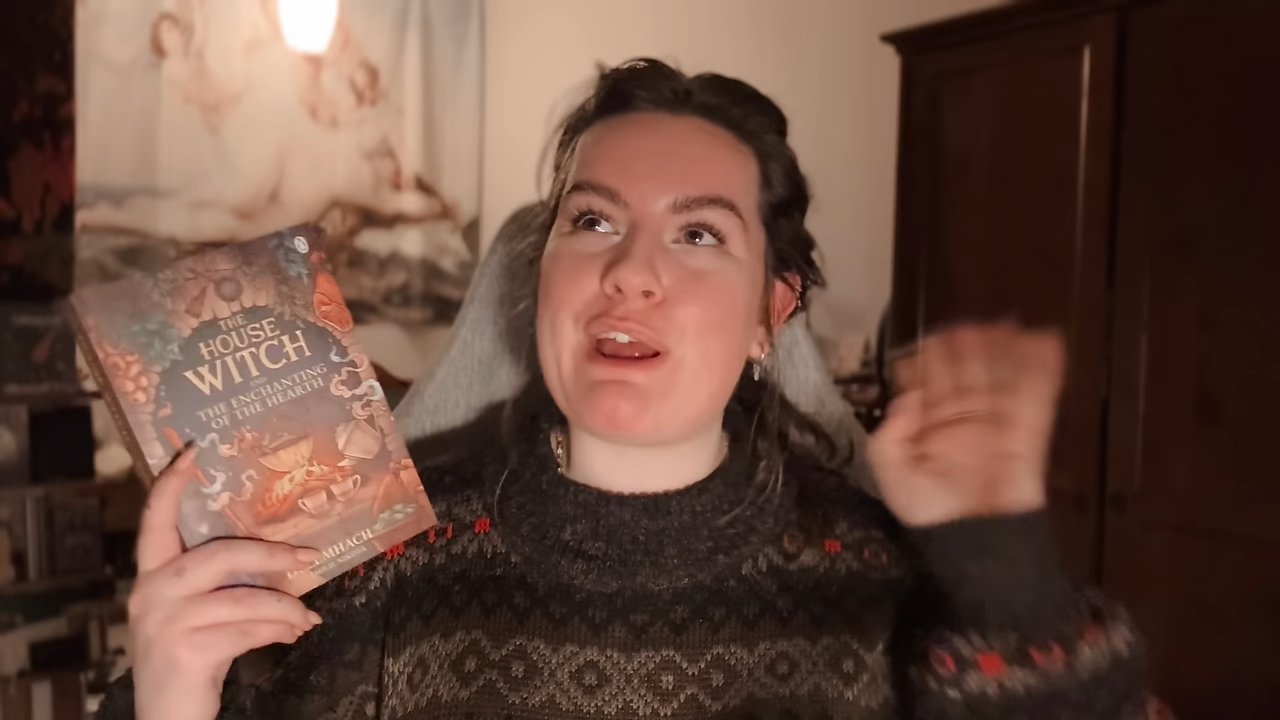 THE
HOUSE
WITCH
AND
THE ENCHANTING
OF THE HEARTH